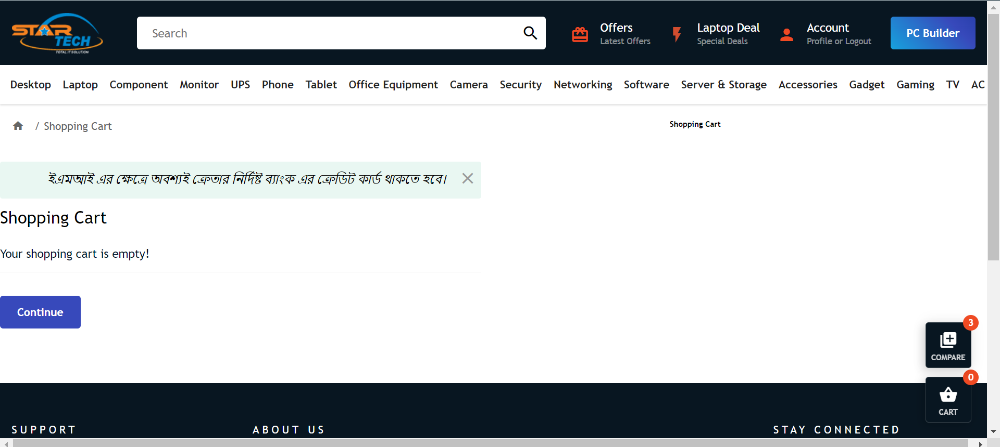 STAR TECH
TOTAL IT SOLUTION
Search
Offers
Latest Offers
Laptop Deal
Special Deals
Account
Profile or Logout
PC Builder
Desktop Laptop Component Monitor UPS Phone Tablet Office Equipment Camera Security Networking Software Server & Storage Accessories Gadget Gaming TV AC
/ Shopping Cart
Shopping Cart
ইএমআই এর ক্ষেত্রে অবশ্যই ক্রেতার নির্দিষ্ট ব্যাংক এর ক্রেডিট কার্ড থাকতে হবে।
Shopping Cart
Your shopping cart is empty!
Continue
3
COMPARE
0
CART
SUPPORT
ABOUT US
STAY CONNECTED